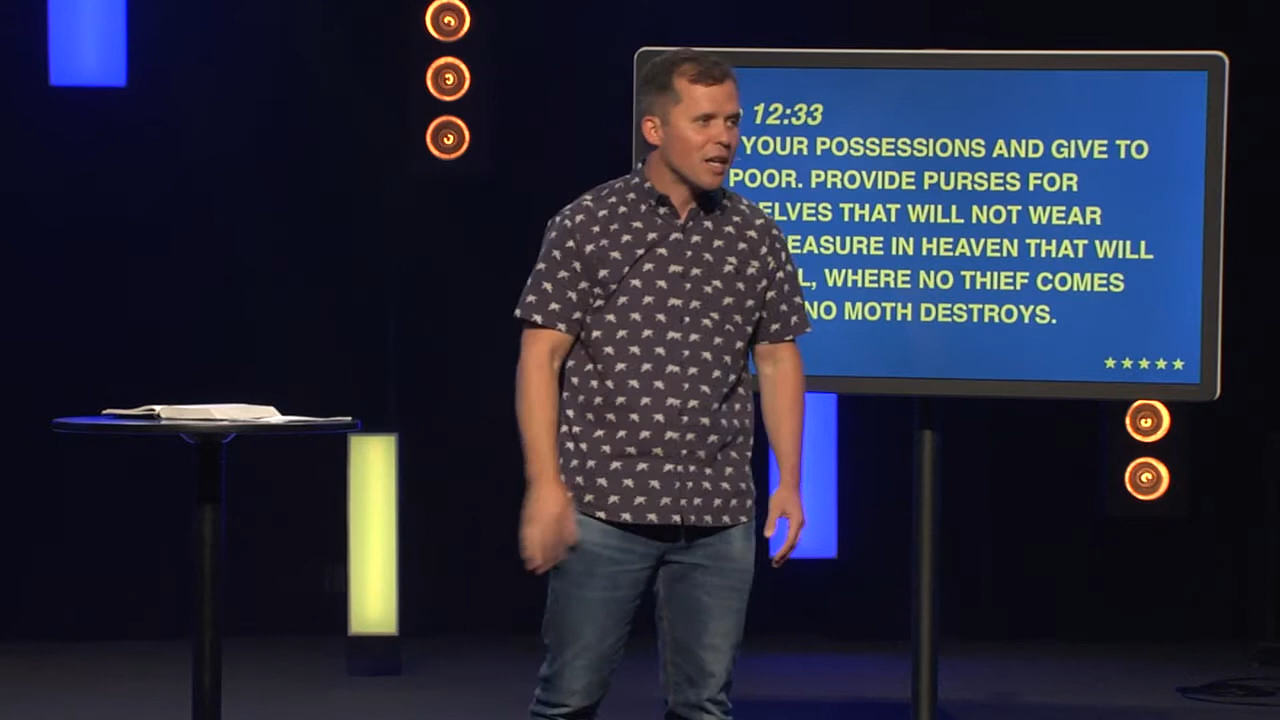 12:33
YOUR POSSESSIONS AND GIVE TO
POOR. PROVIDE PURSES FOR
ELVES THAT WILL NOT WEAR
EASURE IN HEAVEN THAT WILL
L, WHERE NO THIEF COMES
NO MOTH DESTROYS.